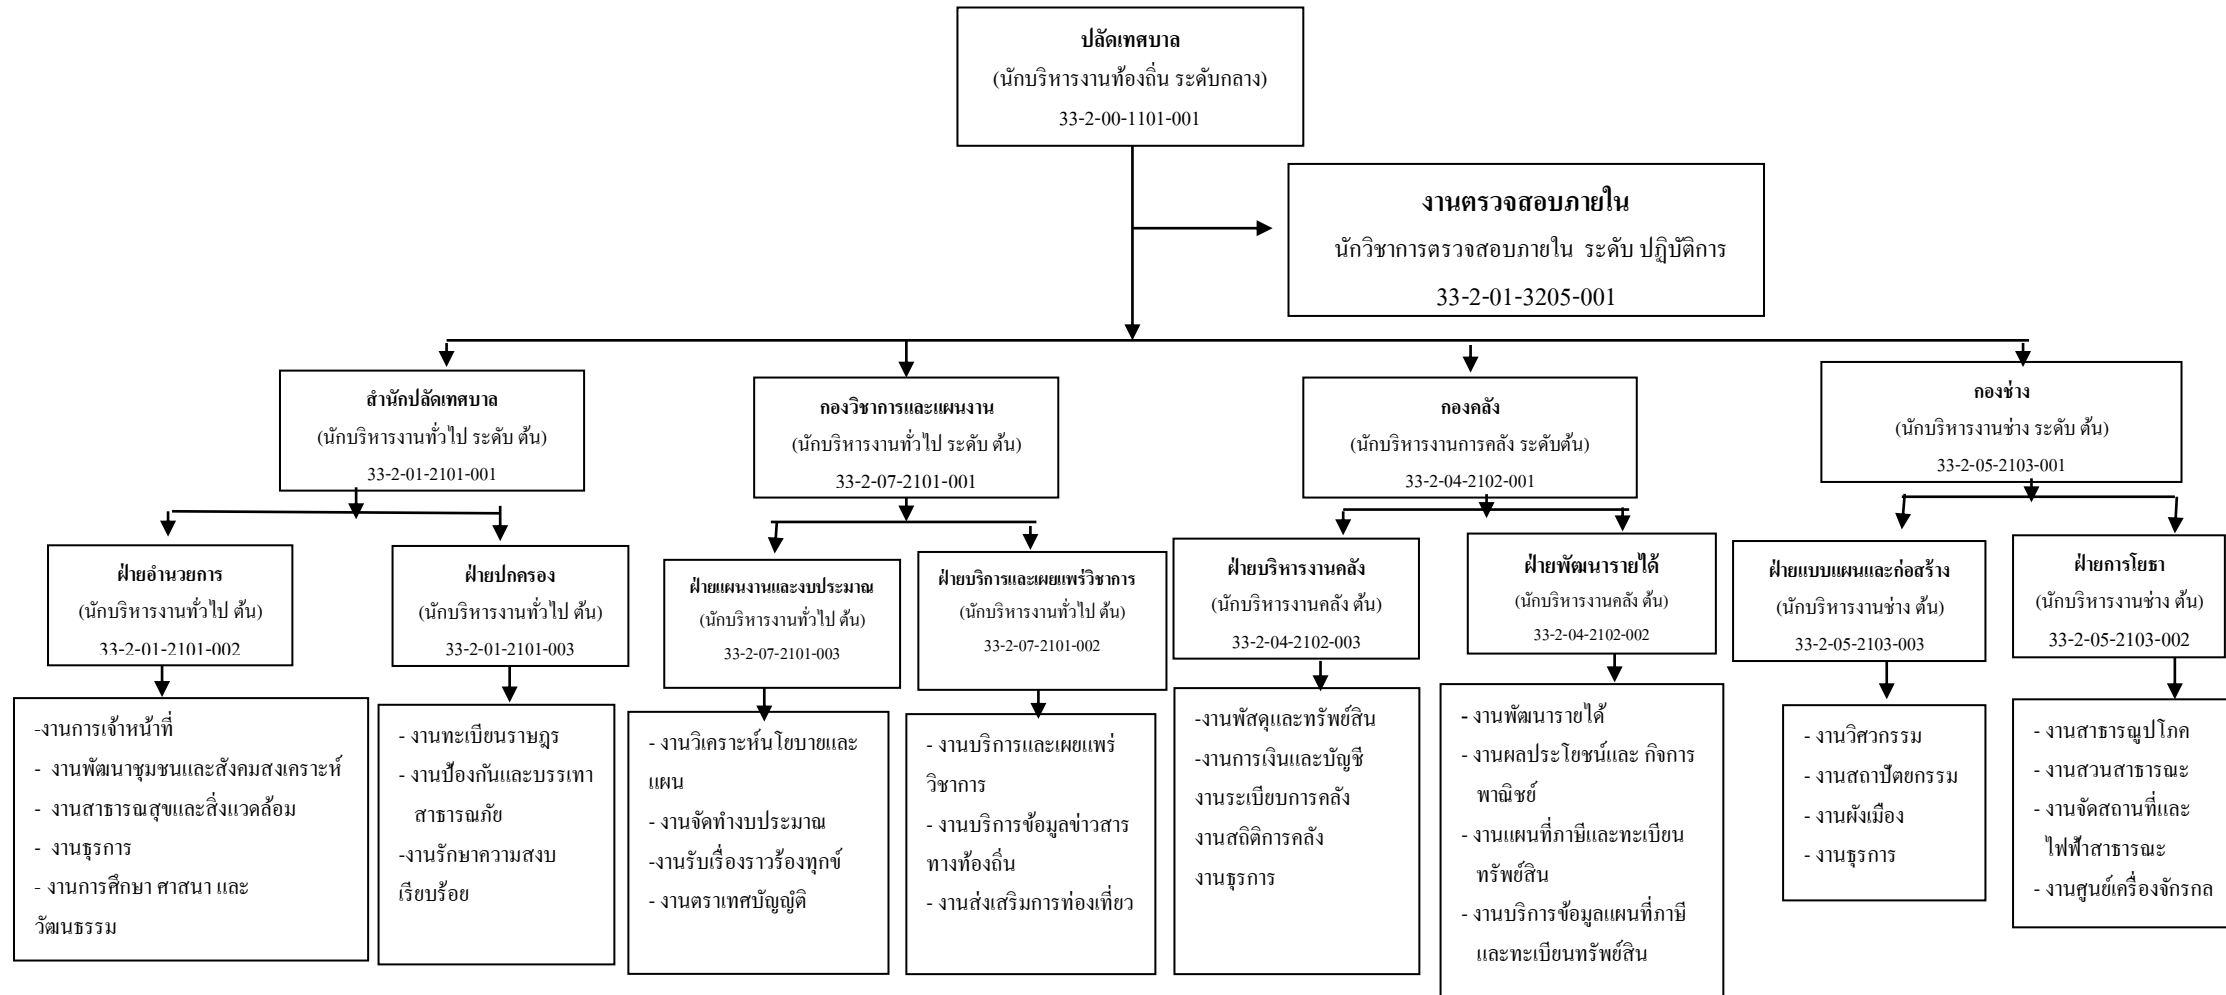 ปลัดเทศบาล
(นักบริหารงานท้องถิ่น ระดับกลาง)
33-2-00-1101-001
งานตรวจสอบภายใน
นักวิชาการตรวจสอบภายใน ระดับ ปฏิบัติการ
33-2-01-3205-001
สำนักปลัดเทศบาล
(นักบริหารงานทั่วไป ระดับ ต้น)
33-2-01-2101-001
กองวิชาการและแผนงาน
(นักบริหารงานทั่วไป ระดับ ต้น)
33-2-07-2101-001
กองคลัง
(นักบริหารงานการคลัง ระดับต้น)
33-2-04-2102-001
กองช่าง
(นักบริหารงานช่าง ระดับ ต้น)
33-2-05-2103-001
ฝ่ายอำนวยการ
(นักบริหารงานทั่วไป ต้น)
33-2-01-2101-002
ฝ่ายปกครอง
(นักบริหารงานทั่วไป ต้น)
33-2-01-2101-003
ฝ่ายแผนงานและงบประมาณ
(นักบริหารงานทั่วไป ต้น)
33-2-07-2101-003
ฝ่ายบริการและเผยแพร่วิชาการ
(นักบริหารงานทั่วไป ต้น)
33-2-07-2101-002
ฝ่ายบริหารงานคลัง
(นักบริหารงานคลัง ต้น)
33-2-04-2102-003
ฝ่ายพัฒนารายได้
(นักบริหารงานคลัง ต้น)
33-2-04-2102-002
ฝ่ายแบบแผนและก่อสร้าง
(นักบริหารงานช่าง ต้น)
33-2-05-2103-003
ฝ่ายการโยธา
(นักบริหารงานช่าง ต้น)
33-2-05-2103-002
-งานการเจ้าหน้าที่
- งานพัฒนาชุมชนและสังคมสงเคราะห์
- งานสาธารณสุขและสิ่งแวดล้อม
- งานธุรการ
- งานการศึกษา ศาสนา และ
วัฒนธรรม
- งานทะเบียนราษฎร
- งานป้องกันและบรรเทา
สาธารณภัย
-งานรักษาความสงบ
เรียบร้อย
- งานวิเคราะห์นโยบายและ
แผน
- งานจัดทำงบประมาณ
-งานรับเรื่องราวร้องทุกข์
- งานตราเทศบัญญํติ
- งานบริการและเผยแพร่
วิชาการ
- งานบริการข้อมูลข่าวสาร
ทางท้องถิ่น
- งานส่งเสริมการท่องเที่ยว
-งานพัสดุและทรัพย์สิน
-งานการเงินและบัญชี
งานระเบียบการคลัง
งานสถิติการคลัง
งานธุรการ
- งานพัฒนารายได้
- งานผลประโยชน์และ กิจการ
พาณิชย์
- งานแผนที่ภาษีและทะเบียน
ทรัพย์สิน
- งานบริการข้อมูลแผนที่ภาษี
และทะเบียนทรัพย์สิน
- งานวิศวกรรม
- งานสถาปัตยกรรม
- งานผังเมือง
- งานธุรการ
- งานสาธารณูปโภค
- งานสวนสาธารณะ
- งานจัดสถานที่และ
ไฟฟ้าสาธารณะ
- งานศูนย์เครื่องจักรกล